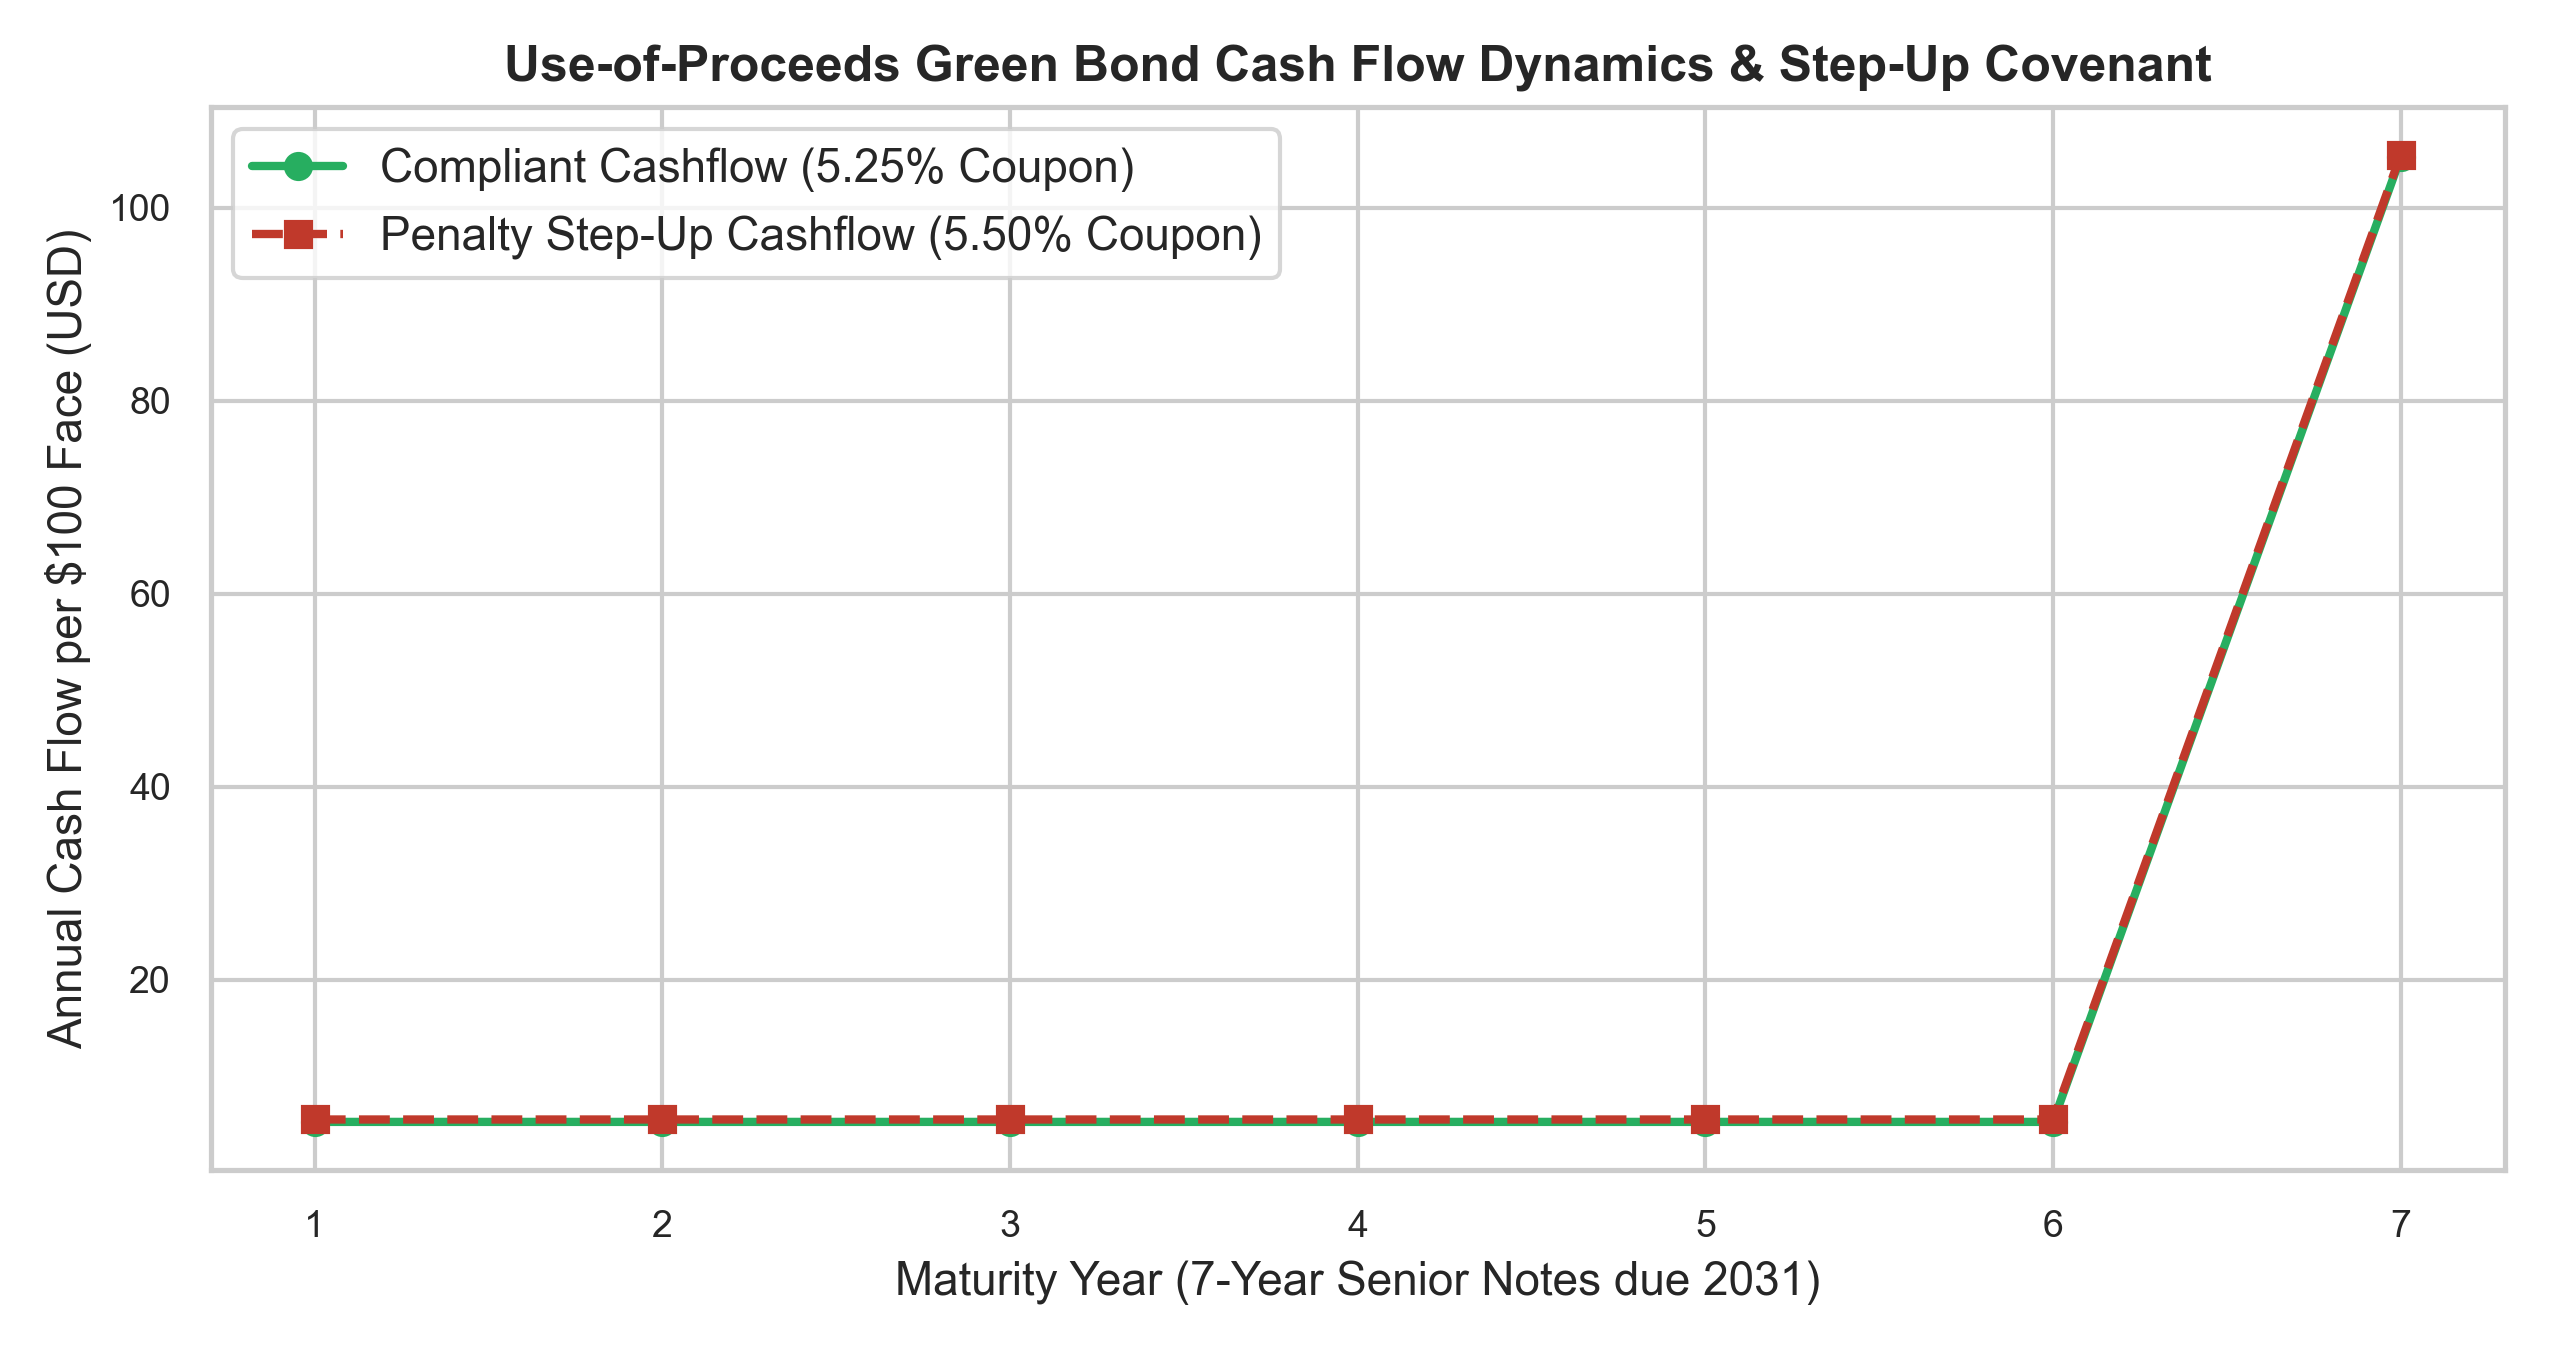 Use-of-Proceeds Green Bond Cash Flow Dynamics & Step-Up Covenant
Compliant Cashflow (5.25% Coupon)
Penalty Step-Up Cashflow (5.50% Coupon)
Annual Cash Flow per $100 Face (USD)
100
80
60
40
20
1 2 3 4 5 6 7
Maturity Year (7-Year Senior Notes due 2031)